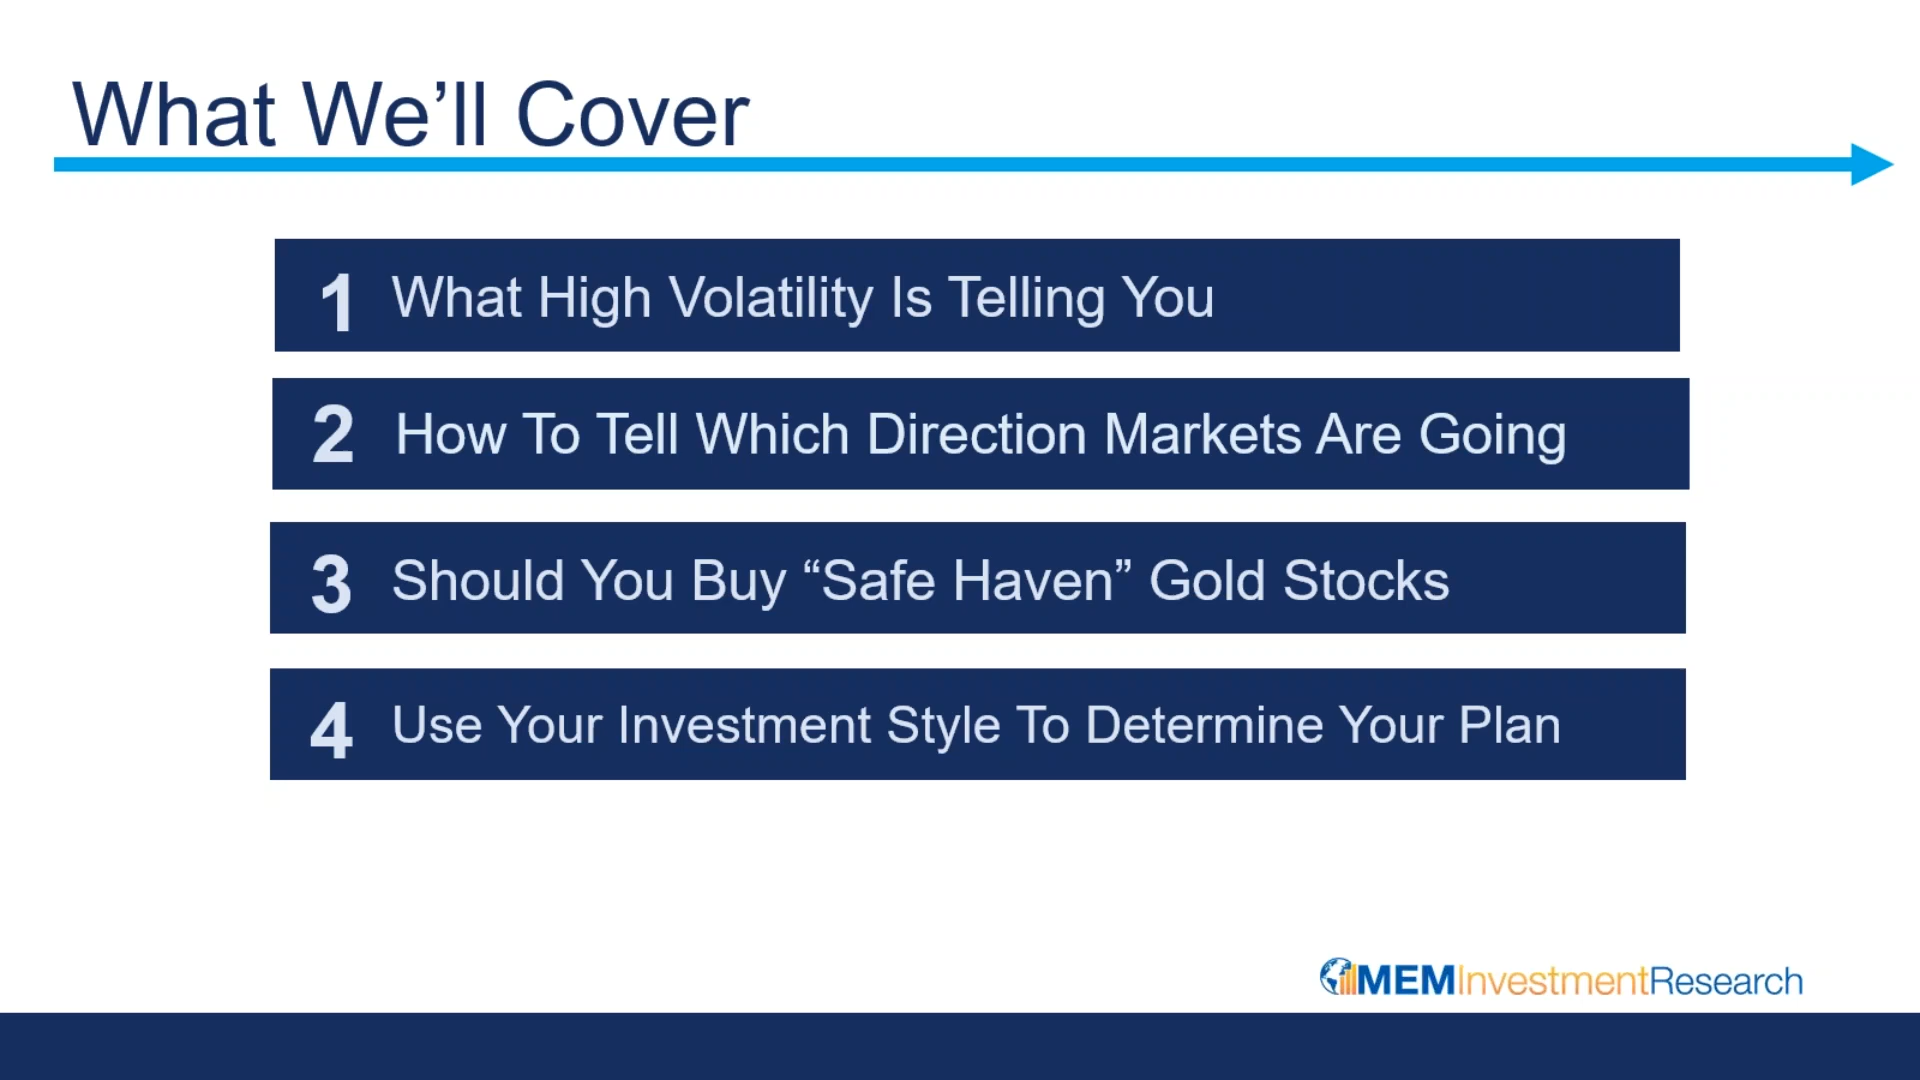 What We’ll Cover
1 What High Volatility Is Telling You
2 How To Tell Which Direction Markets Are Going
3 Should You Buy “Safe Haven” Gold Stocks
4 Use Your Investment Style To Determine Your Plan
MEMInvestmentResearch